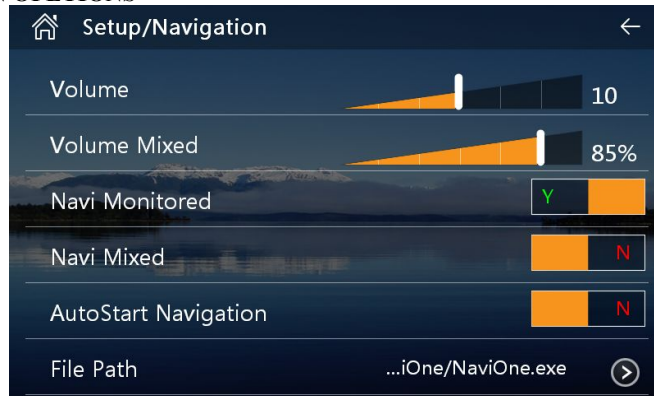 Setup/Navigation
Volume 10
Volume Mixed 85%
Navi Monitored Y
Navi Mixed N
AutoStart Navigation N
File Path ...iOne/NaviOne.exe